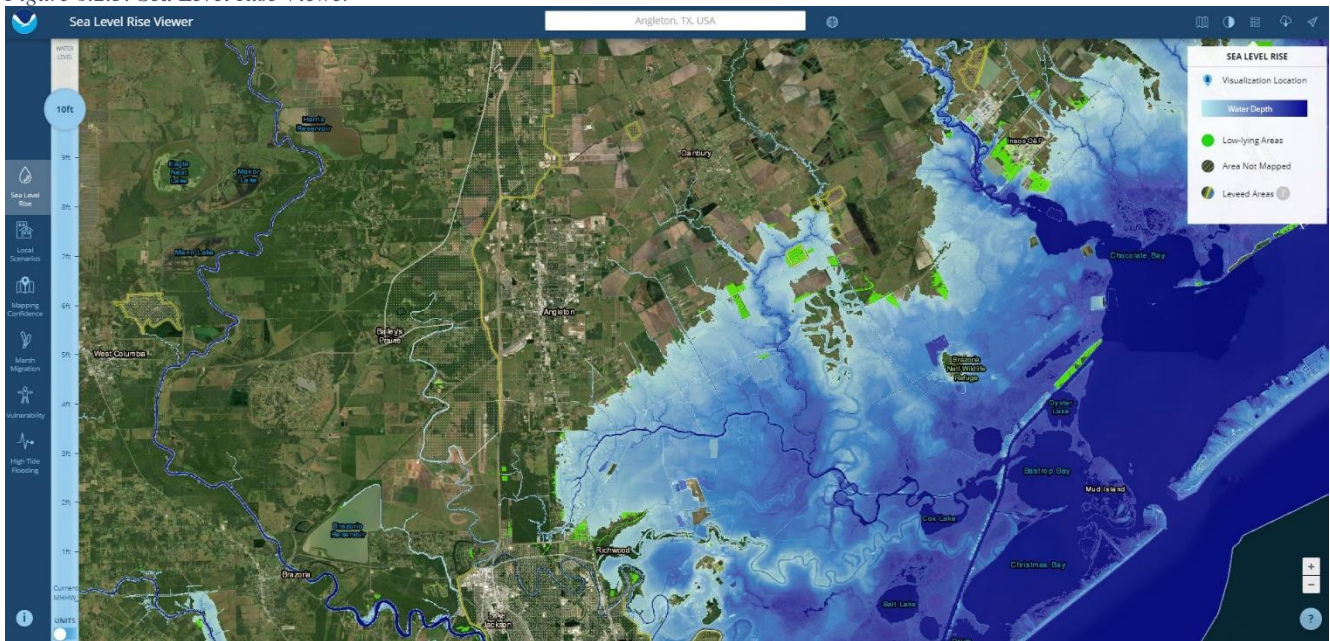 Figure 8.2.3: Sea Level Rise Viewer
Sea Level Rise Viewer
Angleton, TX, USA
WATER
LEVEL
10ft
9ft
8ft
7ft
6ft
5ft
4ft
3ft
2ft
1ft
Current
MHHW
UNITS
Sea Level
Rise
Local
Scenarios
Mapping
Confidence
Marsh
Migration
Vulnerability
High Tide
Flooding
i
SEA LEVEL RISE
Visualization Location
Water Depth
Low-lying Areas
Area Not Mapped
Leveed Areas ?
Harris
Reservoir
Eagle
Nest
Lake
Manor
Lake
Danbury
Ineos O&P
Mann Lake
Chocolate Bay
Bailey's
Prairie
Angleton
West Columbia
Brazoria
Natl Wildlife
Refuge
Oyster
Lake
Bastrop Bay
Mud Island
Cox Lake
Brazoria
Reservoir
Richwood
Christmas Bay
Brazoria
Salt Lake
Lake
Jackson
+
−
?